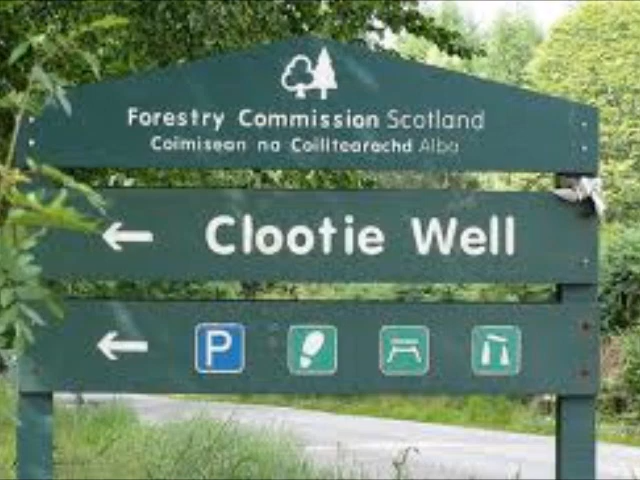 Forestry Commission Scotland
Coimisean na Coilltearachd Alba
← Clootie Well
← P